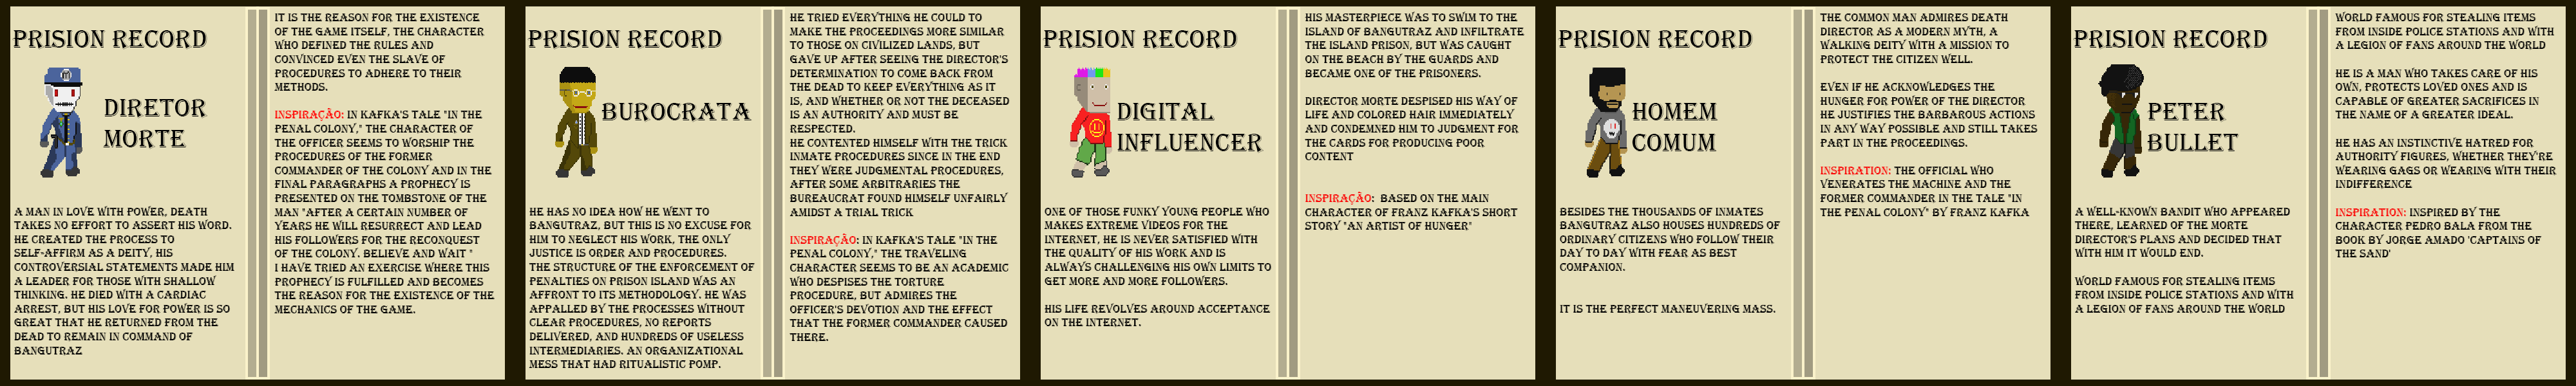 PRISION RECORD
DIRETOR
MORTE
A MAN IN LOVE WITH POWER, DEATH
TAKES NO EFFORT TO ASSERT HIS WORD.
HE CREATED THE PROCESS TO
SELF-AFFIRM AS A DEITY, HIS
CONTROVERSIAL STATEMENTS MADE HIM
A LEADER FOR THOSE WITH SHALLOW
THINKING. HE DIED WITH A CARDIAC
ARREST, BUT HIS LOVE FOR POWER IS SO
GREAT THAT HE RETURNED FROM THE
DEAD TO REMAIN IN COMMAND OF
BANGUTRAZ
IT IS THE REASON FOR THE EXISTENCE
OF THE GAME ITSELF, THE CHARACTER
WHO DEFINED THE RULES AND
CONVINCED EVEN THE SLAVE OF
PROCEDURES TO ADHERE TO THEIR
METHODS.
INSPIRAÇÃO: IN KAFKA'S TALE "IN THE
PENAL COLONY," THE CHARACTER OF
THE OFFICER SEEMS TO WORSHIP THE
PROCEDURES OF THE FORMER
COMMANDER OF THE COLONY AND IN THE
FINAL PARAGRAPHS A PROPHECY IS
PRESENTED ON THE TOMBSTONE OF THE
MAN "AFTER A CERTAIN NUMBER OF
YEARS HE WILL RESURRECT AND LEAD
HIS FOLLOWERS FOR THE RECONQUEST
OF THE COLONY. BELIEVE AND WAIT "
I HAVE TRIED AN EXERCISE WHERE THIS
PROPHECY IS FULFILLED AND BECOMES
THE REASON FOR THE EXISTENCE OF THE
MECHANICS OF THE GAME.
PRISION RECORD
BUROCRATA
HE HAS NO IDEA HOW HE WENT TO
BANGUTRAZ, BUT THIS IS NO EXCUSE FOR
HIM TO NEGLECT HIS WORK, THE ONLY
JUSTICE IS ORDER AND PROCEDURES.
THE STRUCTURE OF THE ENFORCEMENT OF
PENALTIES ON PRISON ISLAND WAS AN
AFFRONT TO ITS METHODOLOGY. HE WAS
APPALLED BY THE PROCESSES WITHOUT
CLEAR PROCEDURES, NO REPORTS
DELIVERED, AND HUNDREDS OF USELESS
INTERMEDIARIES. AN ORGANIZATIONAL
MESS THAT HAD RITUALISTIC POMP.
HE TRIED EVERYTHING HE COULD TO
MAKE THE PROCEEDINGS MORE SIMILAR
TO THOSE ON CIVILIZED LANDS, BUT
GAVE UP AFTER SEEING THE DIRECTOR'S
DETERMINATION TO COME BACK FROM
THE DEAD TO KEEP EVERYTHING AS IT
IS, AND WHETHER OR NOT THE DECEASED
IS AN AUTHORITY AND MUST BE
RESPECTED.
HE CONTENTED HIMSELF WITH THE TRICK
INMATE PROCEDURES SINCE IN THE END
THEY WERE JUDGMENTAL PROCEDURES,
AFTER SOME ARBITRARIES THE
BUREAUCRAT FOUND HIMSELF UNFAIRLY
AMIDST A TRIAL TRICK
INSPIRAÇÃO: IN KAFKA'S TALE "IN THE
PENAL COLONY," THE TRAVELING
CHARACTER SEEMS TO BE AN ACADEMIC
WHO DESPISES THE TORTURE
PROCEDURE, BUT ADMIRES THE
OFFICER'S DEVOTION AND THE EFFECT
THAT THE FORMER COMMANDER CAUSED
THERE.
PRISION RECORD
DIGITAL
INFLUENCER
ONE OF THOSE FUNKY YOUNG PEOPLE WHO
MAKES EXTREME VIDEOS FOR THE
INTERNET, HE IS NEVER SATISFIED WITH
THE QUALITY OF HIS WORK AND IS
ALWAYS CHALLENGING HIS OWN LIMITS TO
GET MORE AND MORE FOLLOWERS.
HIS LIFE REVOLVES AROUND ACCEPTANCE
ON THE INTERNET.
HIS MASTERPIECE WAS TO SWIM TO THE
ISLAND OF BANGUTRAZ AND INFILTRATE
THE ISLAND PRISON, BUT WAS CAUGHT
ON THE BEACH BY THE GUARDS AND
BECAME ONE OF THE PRISONERS.
DIRECTOR MORTE DESPISED HIS WAY OF
LIFE AND COLORED HAIR IMMEDIATELY
AND CONDEMNED HIM TO JUDGMENT FOR
THE CARDS FOR PRODUCING POOR
CONTENT
INSPIRAÇÃO: BASED ON THE MAIN
CHARACTER OF FRANZ KAFKA'S SHORT
STORY "AN ARTIST OF HUNGER"
PRISION RECORD
HOMEM
COMUM
BESIDES THE THOUSANDS OF INMATES
BANGUTRAZ ALSO HOUSES HUNDREDS OF
ORDINARY CITIZENS WHO FOLLOW THEIR
DAY TO DAY WITH FEAR AS BEST
COMPANION.
IT IS THE PERFECT MANEUVERING MASS.
THE COMMON MAN ADMIRES DEATH
DIRECTOR AS A MODERN MYTH, A
WALKING DEITY WITH A MISSION TO
PROTECT THE CITIZEN WELL.
EVEN IF HE ACKNOWLEDGES THE
HUNGER FOR POWER OF THE DIRECTOR
HE JUSTIFIES THE BARBAROUS ACTIONS
IN ANY WAY POSSIBLE AND STILL TAKES
PART IN THE PROCEEDINGS.
INSPIRATION: THE OFFICIAL WHO
VENERATES THE MACHINE AND THE
FORMER COMMANDER IN THE TALE "IN
THE PENAL COLONY" BY FRANZ KAFKA
PRISION RECORD
PETER
BULLET
A WELL-KNOWN BANDIT WHO APPEARED
THERE, LEARNED OF THE MORTE
DIRECTOR'S PLANS AND DECIDED THAT
WITH HIM IT WOULD END.
WORLD FAMOUS FOR STEALING ITEMS
FROM INSIDE POLICE STATIONS AND WITH
A LEGION OF FANS AROUND THE WORLD
WORLD FAMOUS FOR STEALING ITEMS
FROM INSIDE POLICE STATIONS AND WITH
A LEGION OF FANS AROUND THE WORLD
HE IS A MAN WHO TAKES CARE OF HIS
OWN, PROTECTS LOVED ONES AND IS
CAPABLE OF GREATER SACRIFICES IN
THE NAME OF A GREATER IDEAL.
HE HAS AN INSTINCTIVE HATRED FOR
AUTHORITY FIGURES, WHETHER THEY'RE
WEARING GAGS OR WEARING WITH THEIR
INDIFFERENCE
INSPIRATION: INSPIRED BY THE
CHARACTER PEDRO BALA FROM THE
BOOK BY JORGE AMADO 'CAPTAINS OF
THE SAND'